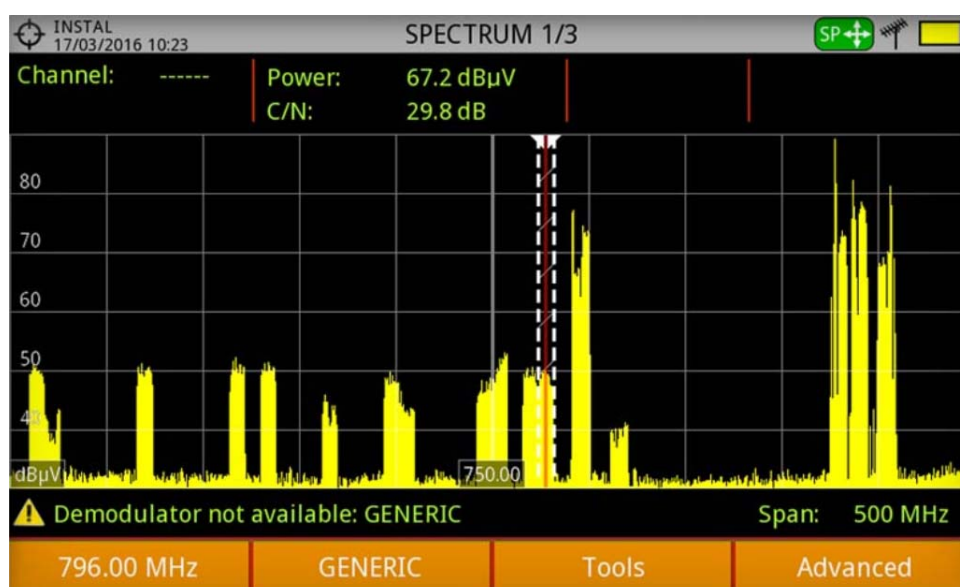 INSTAL
17/03/2016 10:23
SPECTRUM 1/3
SP
Channel: ------
Power: 67.2 dBµV
C/N: 29.8 dB
80
70
60
50
40
dBµV
750.00
Demodulator not available: GENERIC
Span: 500 MHz
796.00 MHz
GENERIC
Tools
Advanced